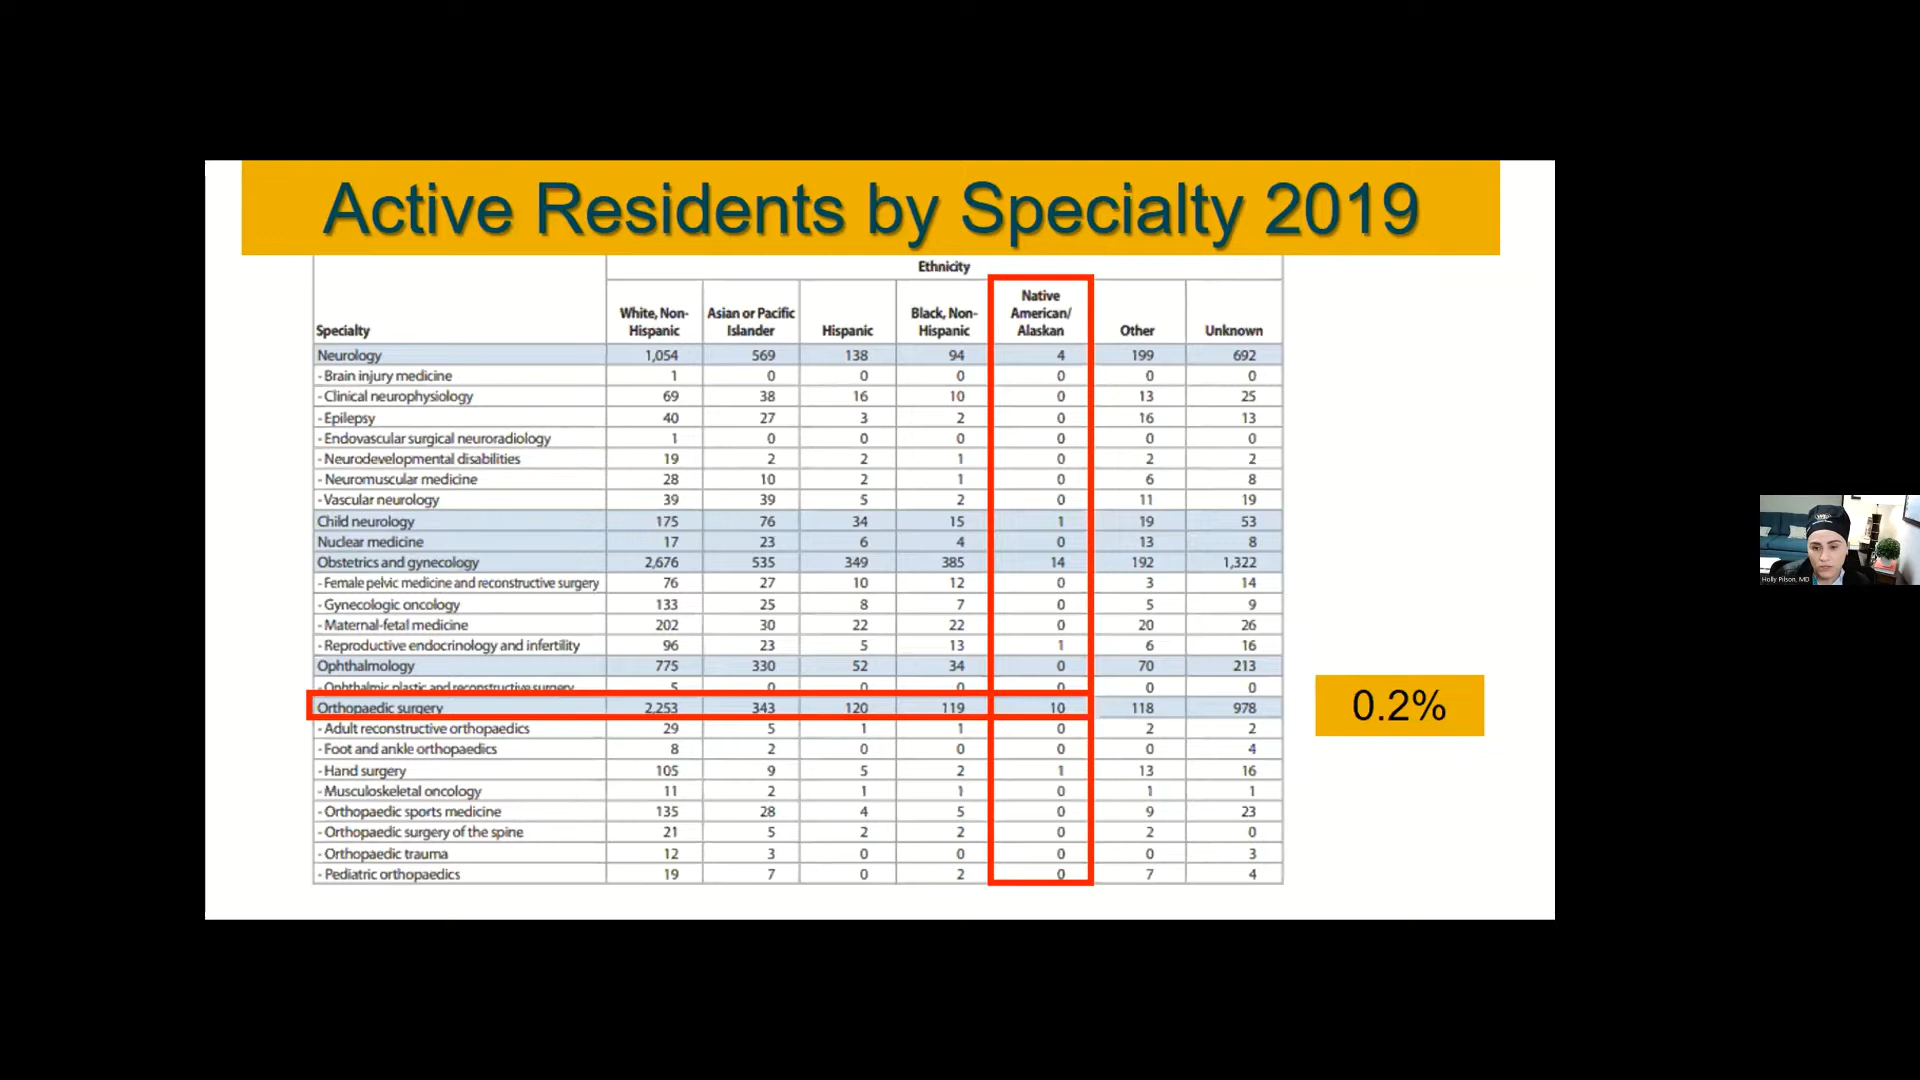 Active Residents by Specialty 2019
Ethnicity
Specialty White, Non-Hispanic Asian or Pacific Islander Hispanic Black, Non-Hispanic Native American/ Alaskan Other Unknown
Neurology 1,054 569 138 94 4 199 692
- Brain injury medicine 1 0 0 0 0 0 0
- Clinical neurophysiology 69 38 16 10 0 13 25
- Epilepsy 40 27 3 2 0 16 13
- Endovascular surgical neuroradiology 1 0 0 0 0 0 0
- Neurodevelopmental disabilities 19 2 2 1 0 2 2
- Neuromuscular medicine 28 10 2 1 0 6 8
- Vascular neurology 39 39 5 2 0 11 19
Child neurology 175 76 34 15 1 19 53
Nuclear medicine 17 23 6 4 0 13 8
Obstetrics and gynecology 2,676 535 349 385 14 192 1,322
- Female pelvic medicine and reconstructive surgery 76 27 10 12 0 3 14
- Gynecologic oncology 133 25 8 7 0 5 9
- Maternal-fetal medicine 202 30 22 22 0 20 26
- Reproductive endocrinology and infertility 96 23 5 13 1 6 16
Ophthalmology 775 330 52 34 0 70 213
- Ophthalmic plastic and reconstructive surgery 5 0 0 0 0 0 0
Orthopaedic surgery 2,253 343 120 119 10 118 978
- Adult reconstructive orthopaedics 29 5 1 1 0 2 2
- Foot and ankle orthopaedics 8 2 0 0 0 0 4
- Hand surgery 105 9 5 2 1 13 16
- Musculoskeletal oncology 11 2 1 1 0 1 1
- Orthopaedic sports medicine 135 28 4 5 0 9 23
- Orthopaedic surgery of the spine 21 5 2 2 0 2 0
- Orthopaedic trauma 12 3 0 0 0 0 3
- Pediatric orthopaedics 19 7 0 2 0 7 4
0.2%
Holly Pilson, MD